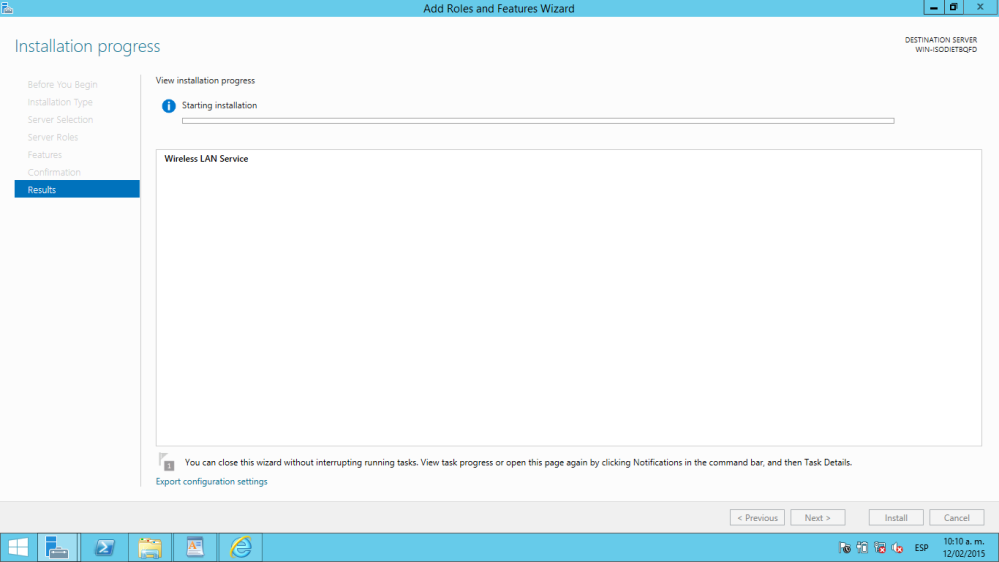 Add Roles and Features Wizard
Installation progress
DESTINATION SERVER
WIN-ISODIETBQFD
Before You Begin
Installation Type
Server Selection
Server Roles
Features
Confirmation
Results
View installation progress
Starting installation
Wireless LAN Service
1
You can close this wizard without interrupting running tasks. View task progress or open this page again by clicking Notifications in the command bar, and then Task Details.
Export configuration settings
< Previous
Next >
Install
Cancel
ESP
10:10 a. m.
12/02/2015